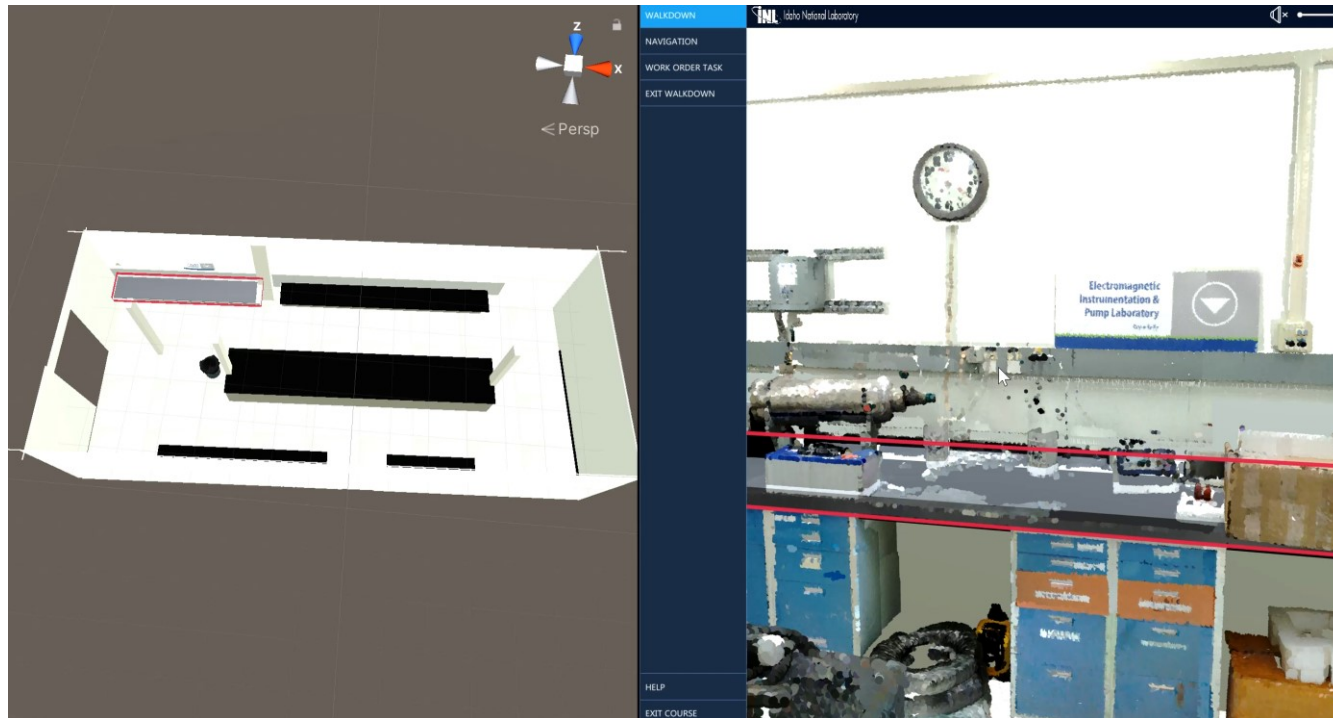 Z
X
Persp
WALKDOWN
NAVIGATION
WORK ORDER TASK
EXIT WALKDOWN
HELP
EXIT COURSE
INL Idaho National Laboratory
Electromagnetic
Instrumentation &
Pump Laboratory